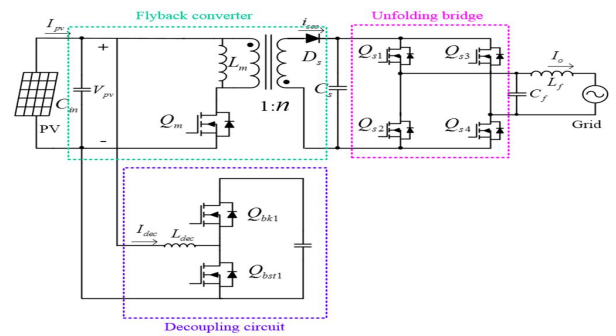 Flyback converter
Unfolding bridge
I_pv
+
L_m
i_sec
D_s
Q_s1
Q_s3
I_o
L_f
C_in
V_pv
C_s
C_f
PV
Q_m
1:n
Q_s2
Q_s4
Grid
-
I_dec
L_dec
Q_bk1
Q_bst1
Decoupling circuit